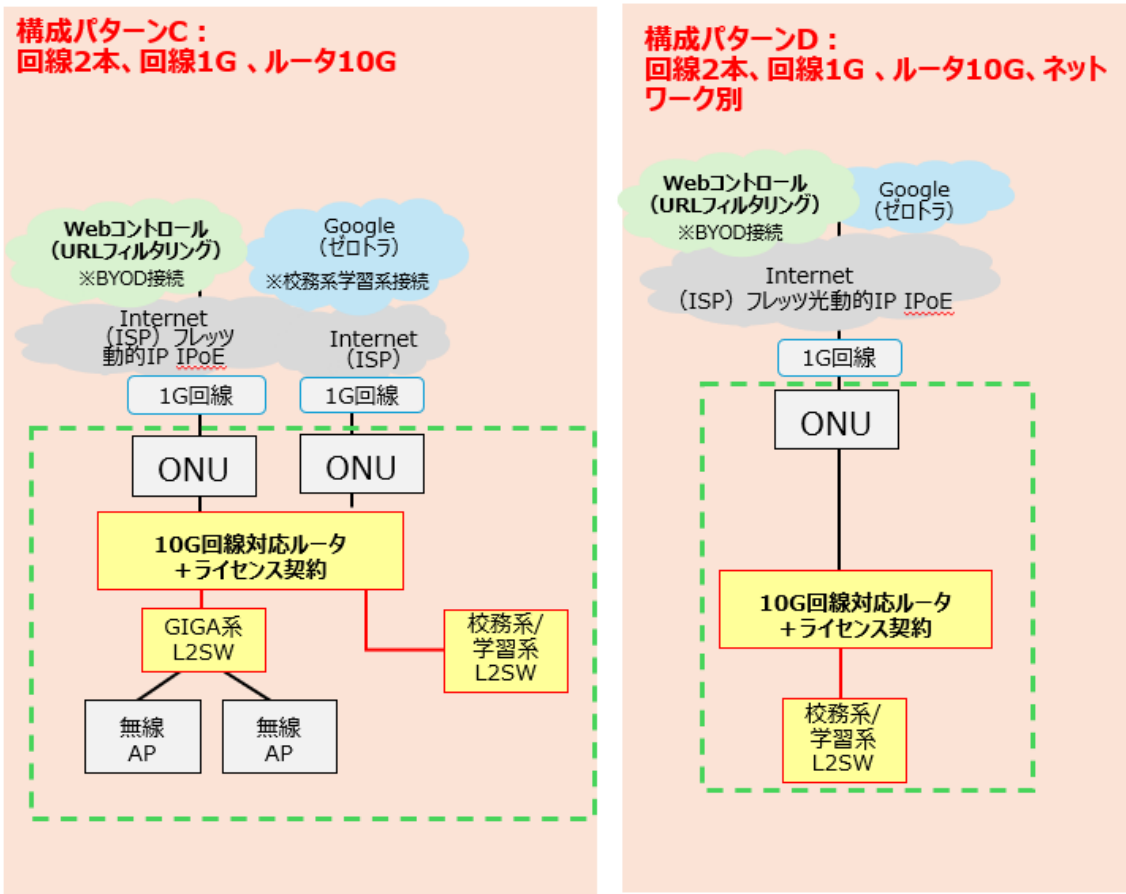 構成パターンC：
回線2本、回線1G 、ルータ10G
Webコントロール
（URLフィルタリング）
※BYOD接続
Google
（ゼロトラ）
※校務系学習系接続
Internet
（ISP）フレッツ
動的IP IPoE
Internet
（ISP）
1G回線
1G回線
ONU
ONU
10G回線対応ルータ
＋ライセンス契約
GIGA系
L2SW
校務系/
学習系
L2SW
無線
AP
無線
AP
構成パターンD：
回線2本、回線1G 、ルータ10G、ネット
ワーク別
Webコントロール
（URLフィルタリング）
※BYOD接続
Google
（ゼロトラ）
Internet
（ISP）フレッツ光動的IP IPoE
1G回線
ONU
10G回線対応ルータ
＋ライセンス契約
校務系/
学習系
L2SW